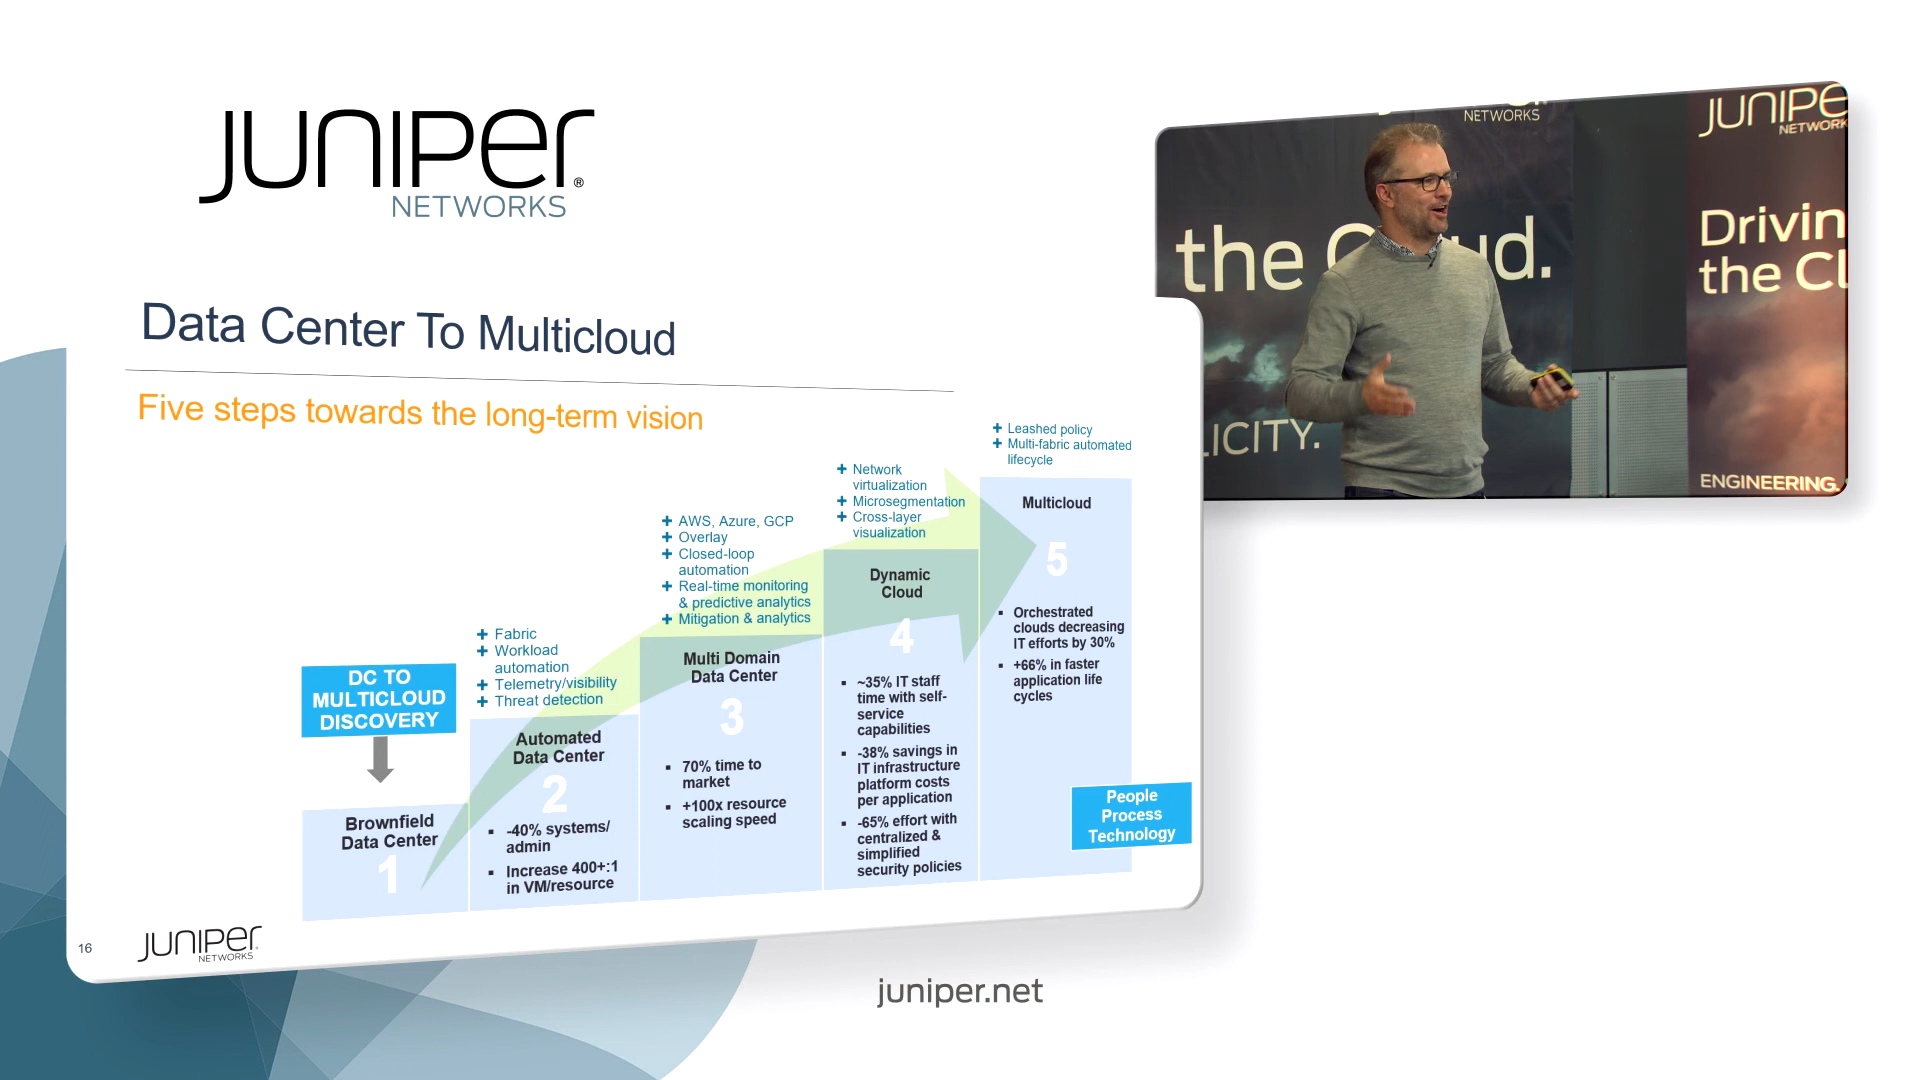 JUNIPER
NETWORKS
Data Center To Multicloud
Five steps towards the long-term vision
DC TO
MULTICLOUD
DISCOVERY
Brownfield
Data Center
1
+ Fabric
+ Workload
automation
+ Telemetry/visibility
+ Threat detection
Automated
Data Center
2
▪ -40% systems/
admin
▪ Increase 400+:1
in VM/resource
+ AWS, Azure, GCP
+ Overlay
+ Closed-loop
automation
+ Real-time monitoring
& predictive analytics
+ Mitigation & analytics
Multi Domain
Data Center
3
▪ 70% time to
market
▪ +100x resource
scaling speed
+ Network
virtualization
+ Microsegmentation
+ Cross-layer
visualization
Dynamic
Cloud
4
▪ ~35% IT staff
time with self-
service
capabilities
▪ -38% savings in
IT infrastructure
platform costs
per application
▪ -65% effort with
centralized &
simplified
security policies
+ Leashed policy
+ Multi-fabric automated
lifecycle
Multicloud
5
▪ Orchestrated
clouds decreasing
IT efforts by 30%
▪ +66% in faster
application life
cycles
People
Process
Technology
16
JUNIPER
NETWORKS
juniper.net
NETWORKS
the C ud.
LICITY.
JUNIPE
NETWORK
Drivin
the Cl
ENGINEERING.